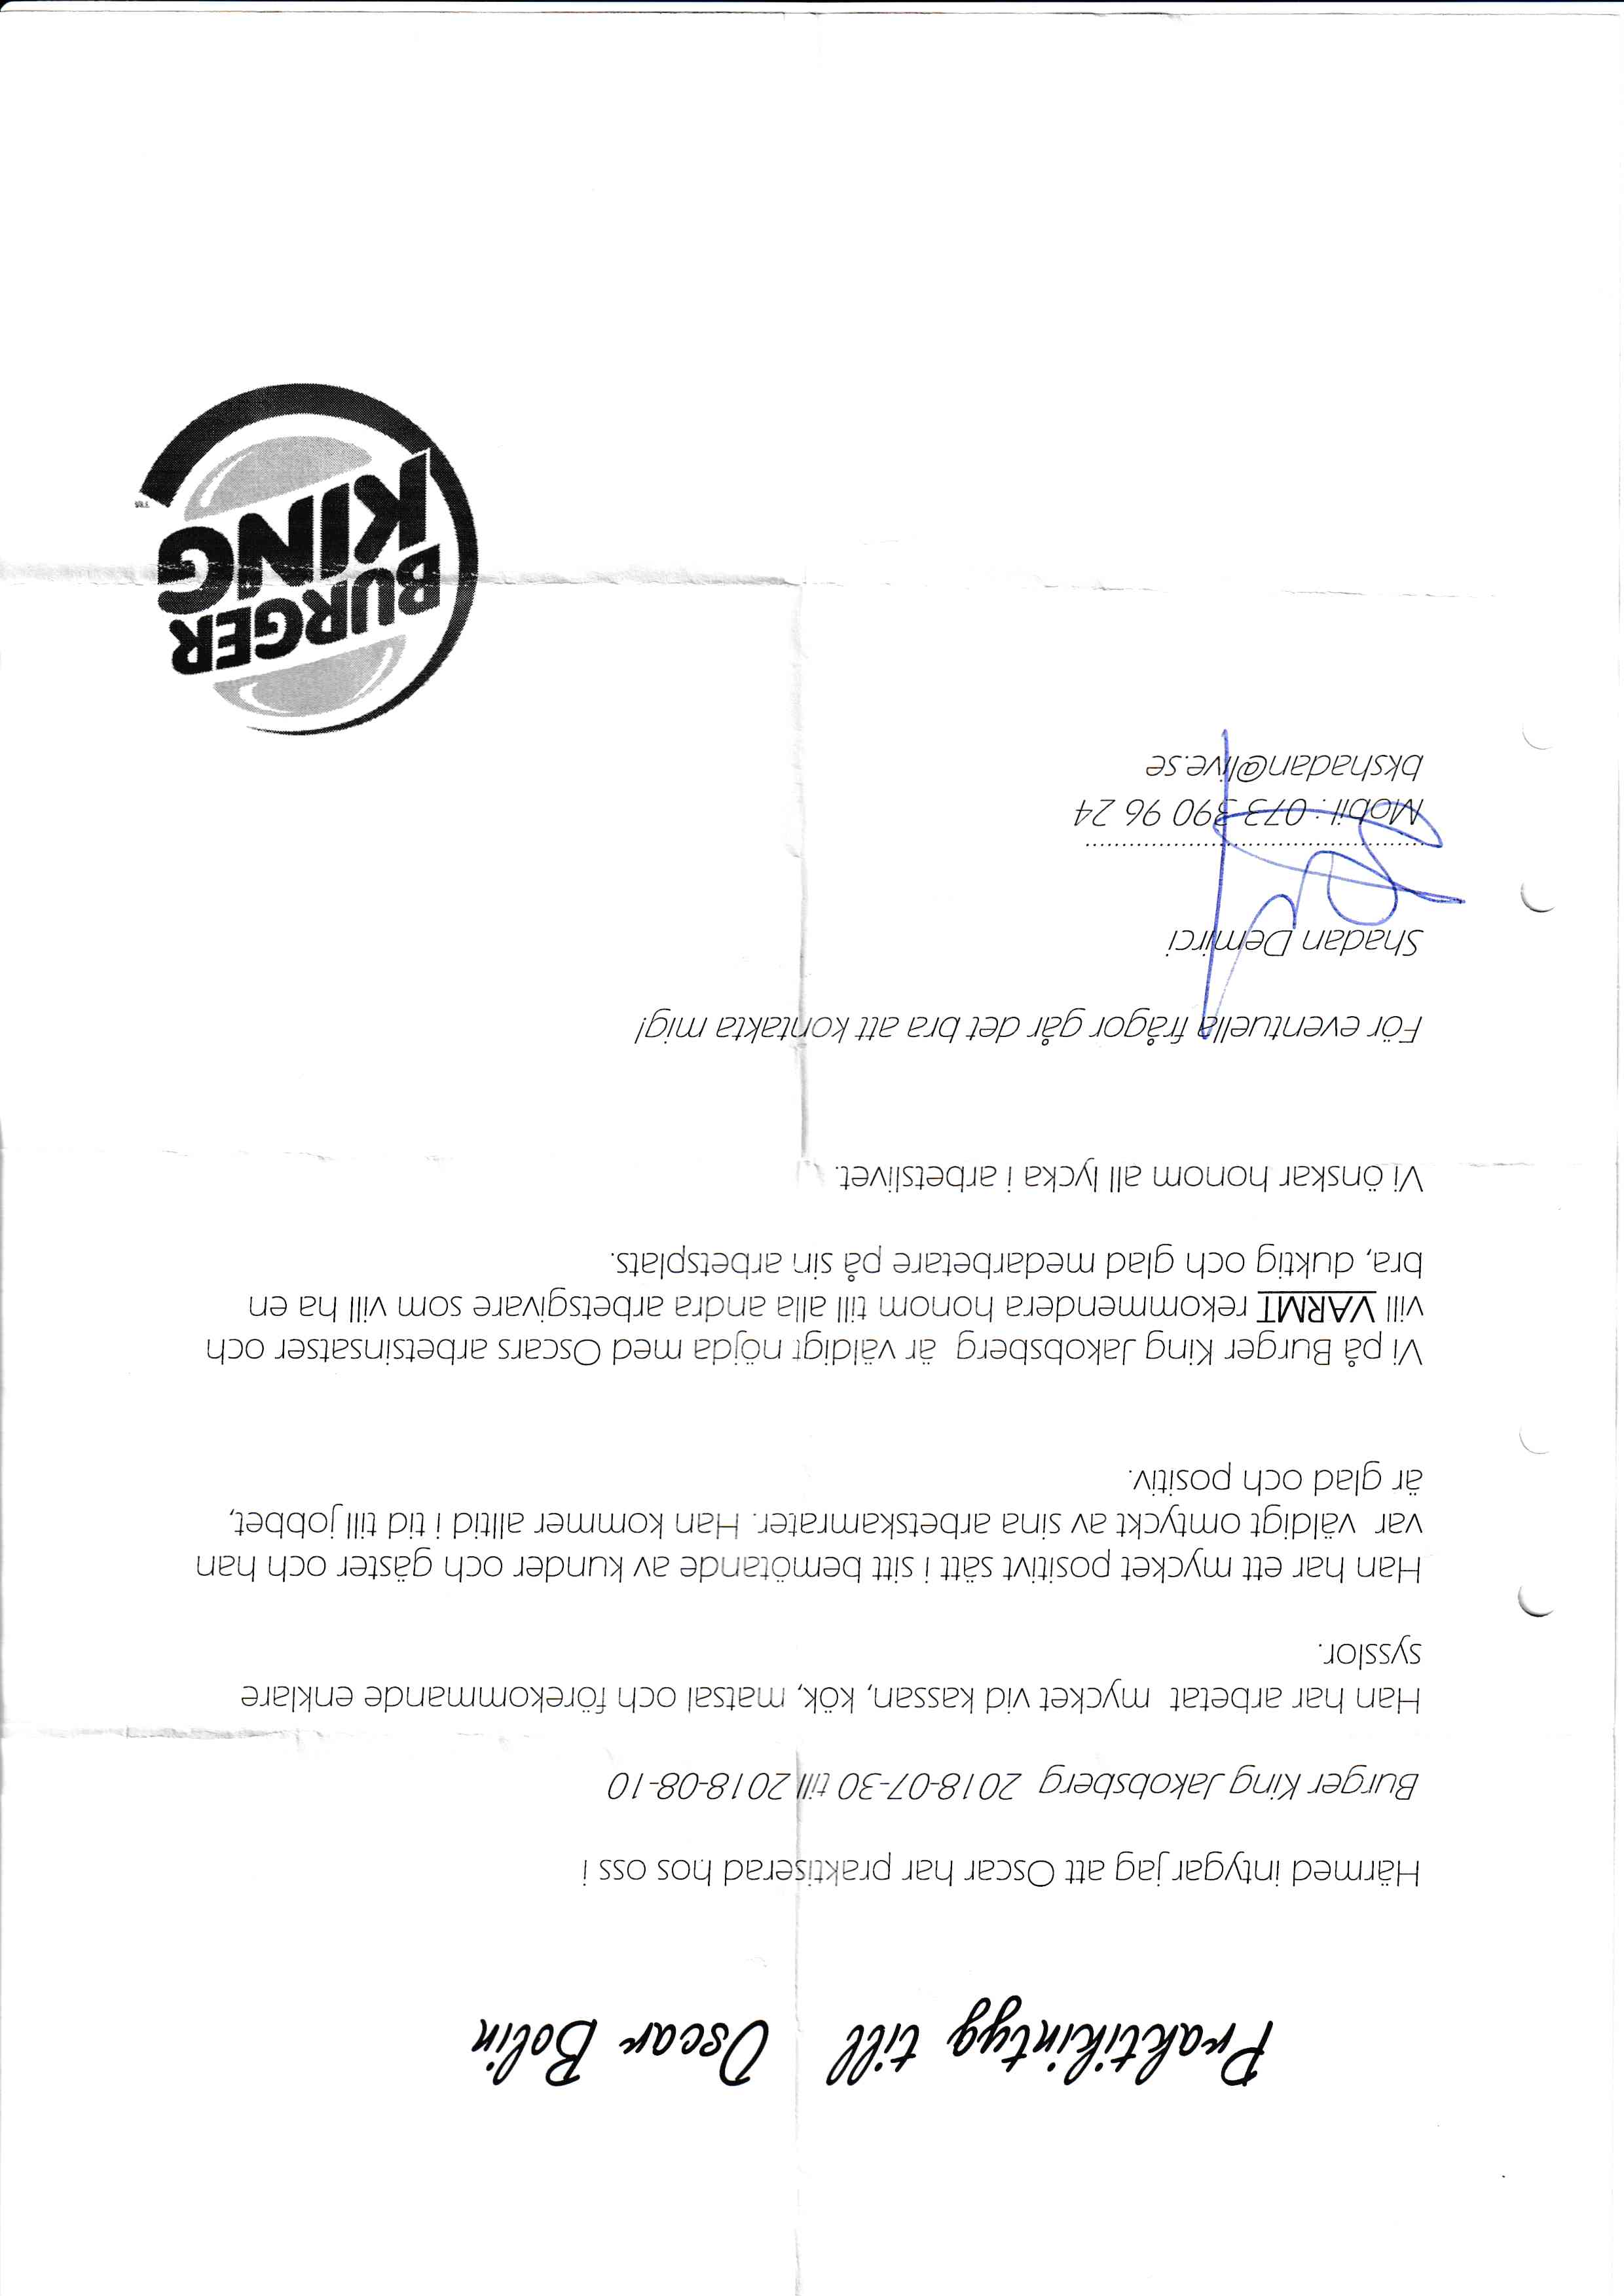 Praktikintyg till Oscar Bolin
Härmed intygar jag att Oscar har praktiserad hos oss i
Burger King Jakobsberg 2018-07-30 till 2018-08-10
Han har arbetat mycket vid kassan, kök, matsal och förekommande enklare
sysslor.
Han har ett mycket positivt sätt i sitt bemötande av kunder och gäster och han
var väldigt omtyckt av sina arbetskamrater. Han kommer alltid i tid till jobbet,
är glad och positiv.
Vi på Burger King Jakobsberg är väldigt nöjda med Oscars arbetsinsatser och
vill VARMT rekommendera honom till alla andra arbetsgivare som vill ha en
bra, duktig och glad medarbetare på sin arbetsplats.
Vi önskar honom all lycka i arbetslivet.
För eventuella frågor går det bra att kontakta mig!
Shadan Demirci
Mobil : 073 390 96 24
bkshadan@live.se
BURGER
KING
TM